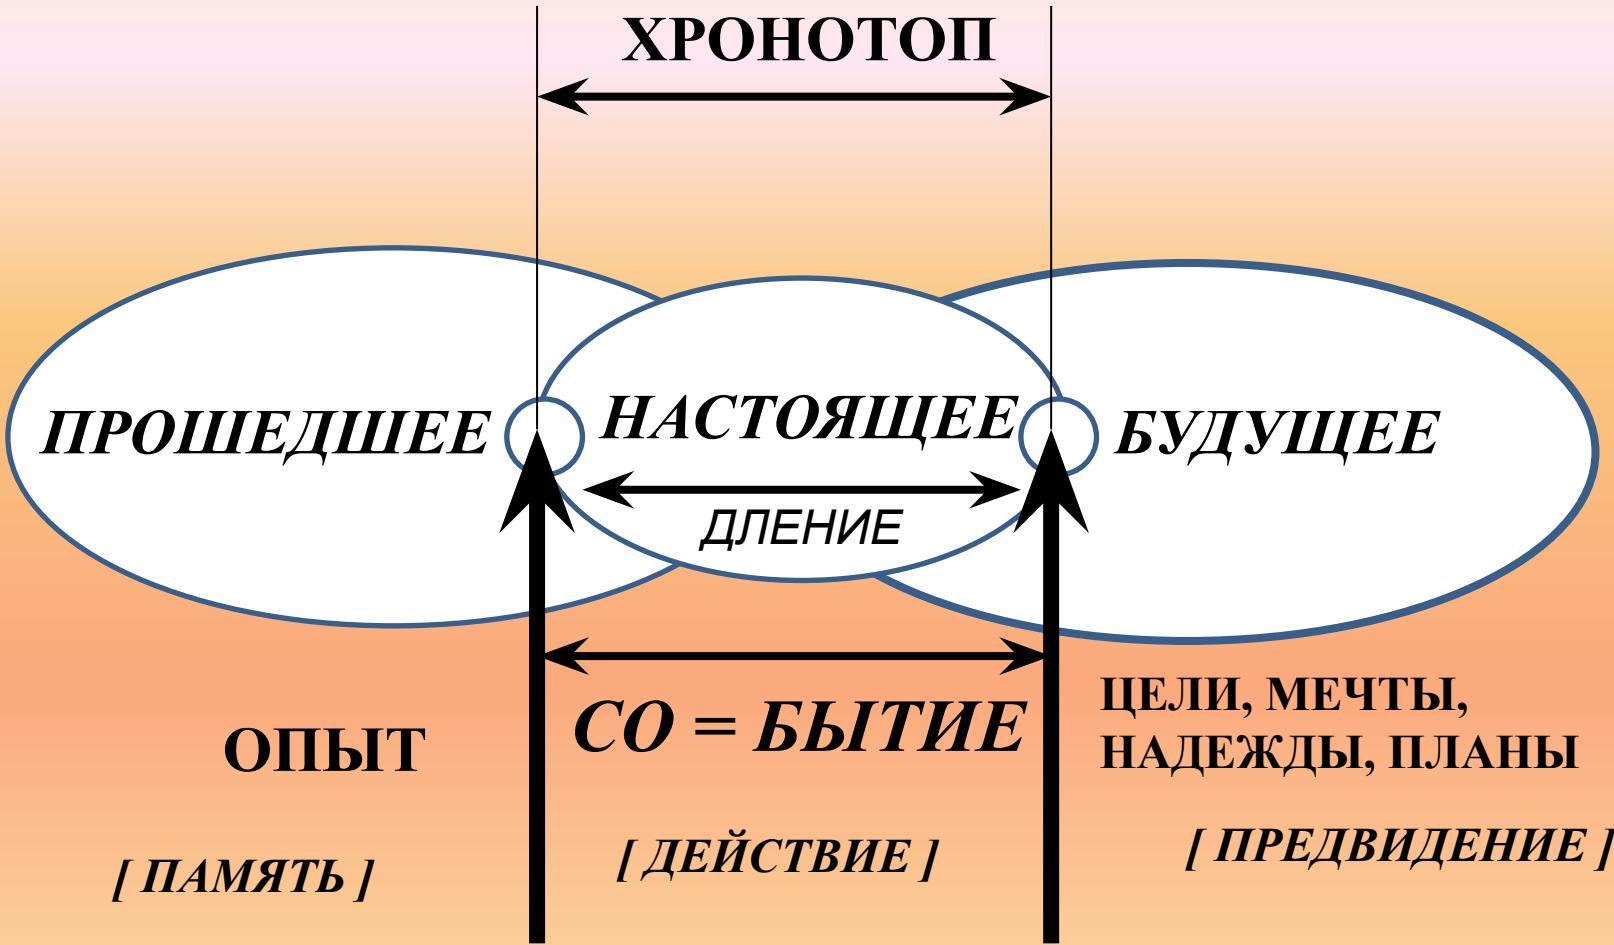 ХРОНОТОП
ПРОШЕДШЕЕ
НАСТОЯЩЕЕ
БУДУЩЕЕ
ДЛЕНИЕ
ОПЫТ
СО = БЫТИЕ
ЦЕЛИ, МЕЧТЫ,
НАДЕЖДЫ, ПЛАНЫ
[ ПАМЯТЬ ]
[ ДЕЙСТВИЕ ]
[ ПРЕДВИДЕНИЕ ]